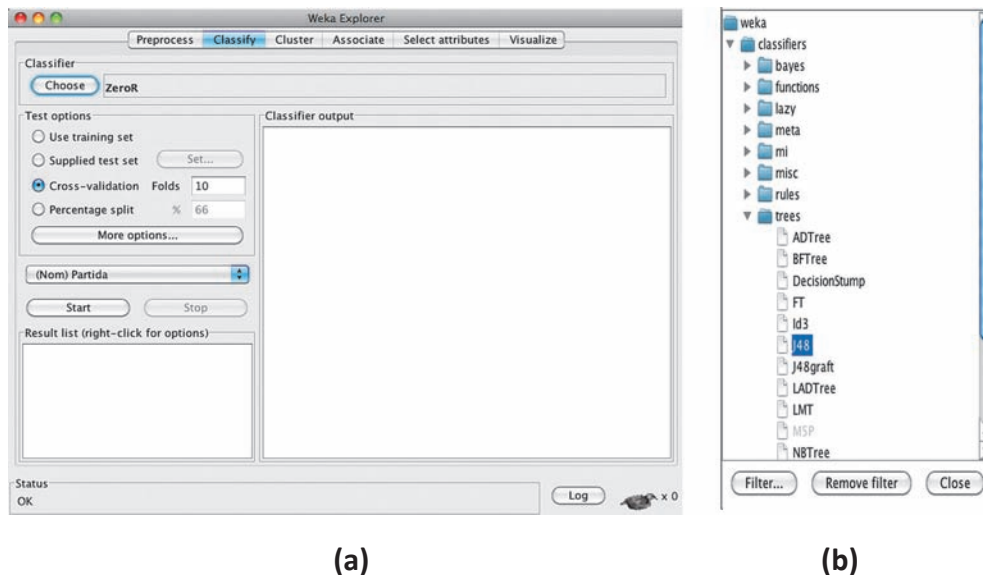 Weka Explorer
Preprocess Classify Cluster Associate Select attributes Visualize
Classifier
Choose ZeroR
Test options
Use training set
Supplied test set Set...
Cross-validation Folds 10
Percentage split % 66
More options...
(Nom) Partida
Start Stop
Result list (right-click for options)
Classifier output
Status
OK
Log x 0
(a)
weka
classifiers
bayes
functions
lazy
meta
mi
misc
rules
trees
ADTree
BFTree
DecisionStump
FT
Id3
J48
J48graft
LADTree
LMT
M5P
NBTree
Filter... Remove filter Close
(b)